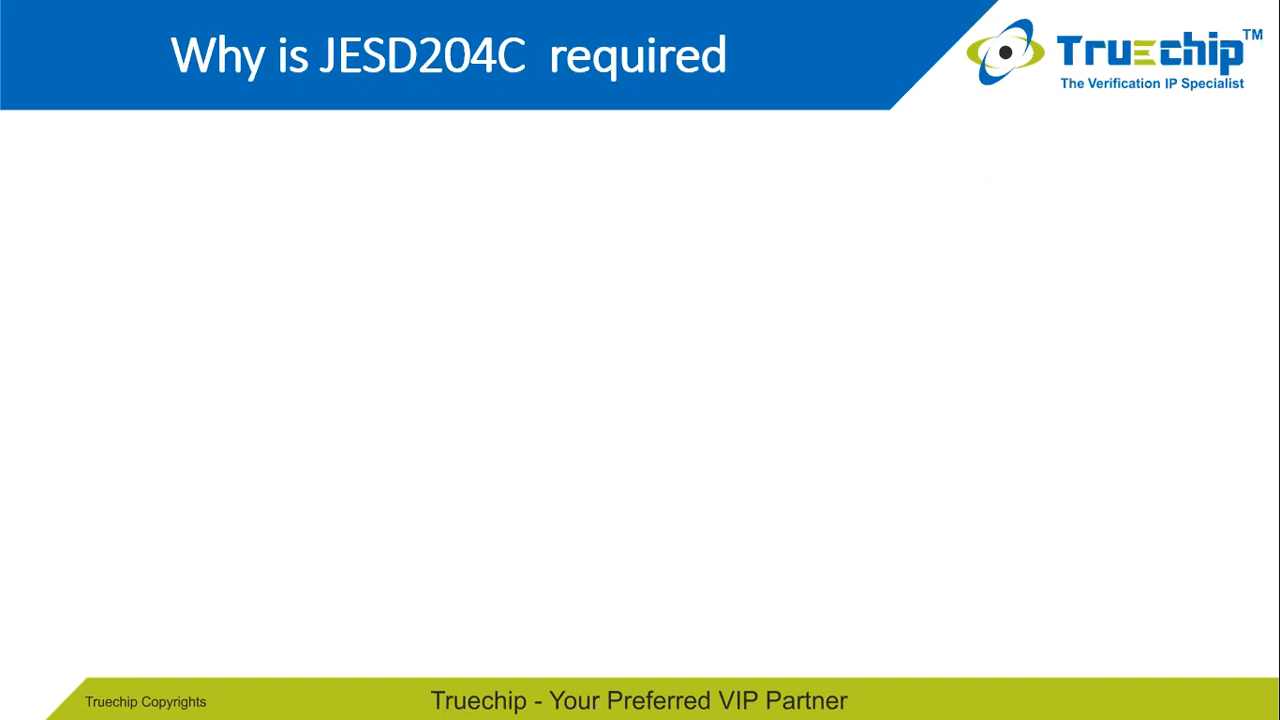 Why is JESD204C  required
Truechip™
The Verification IP Specialist
Truechip Copyrights
Truechip - Your Preferred VIP Partner